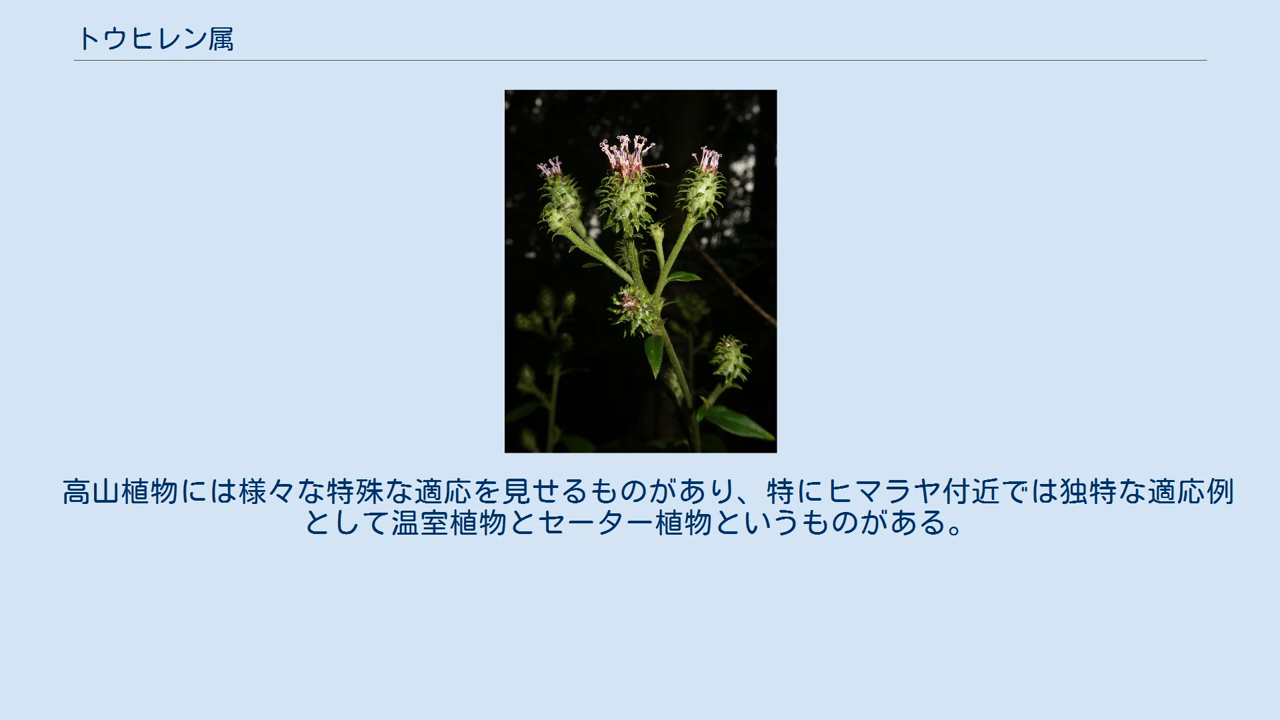 トウヒレン属
高山植物には様々な特殊な適応を見せるものがあり、特にヒマラヤ付近では独特な適応例
として温室植物とセーター植物というものがある。